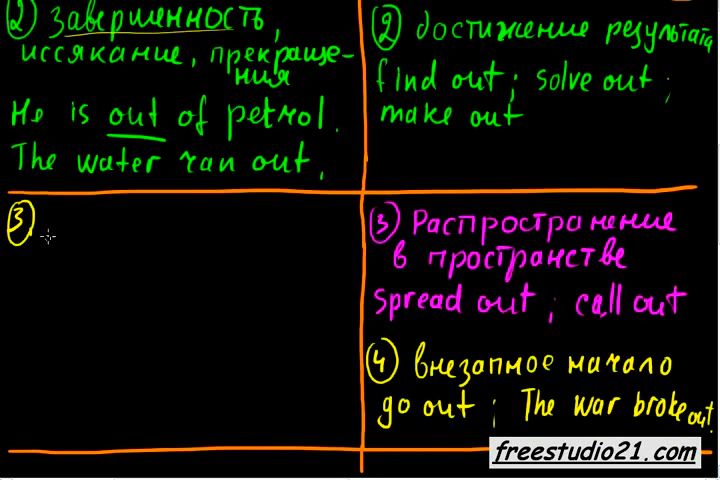 ② Завершенность,
иссякание, прекраще-
ния
He is out of petrol.
The water ran out.
② достижение результата
find out; solve out;
make out
③
③ Распространение
в пространстве
spread out; call out
④ внезапное начало
go out; The war broke out.
freestudio21.com